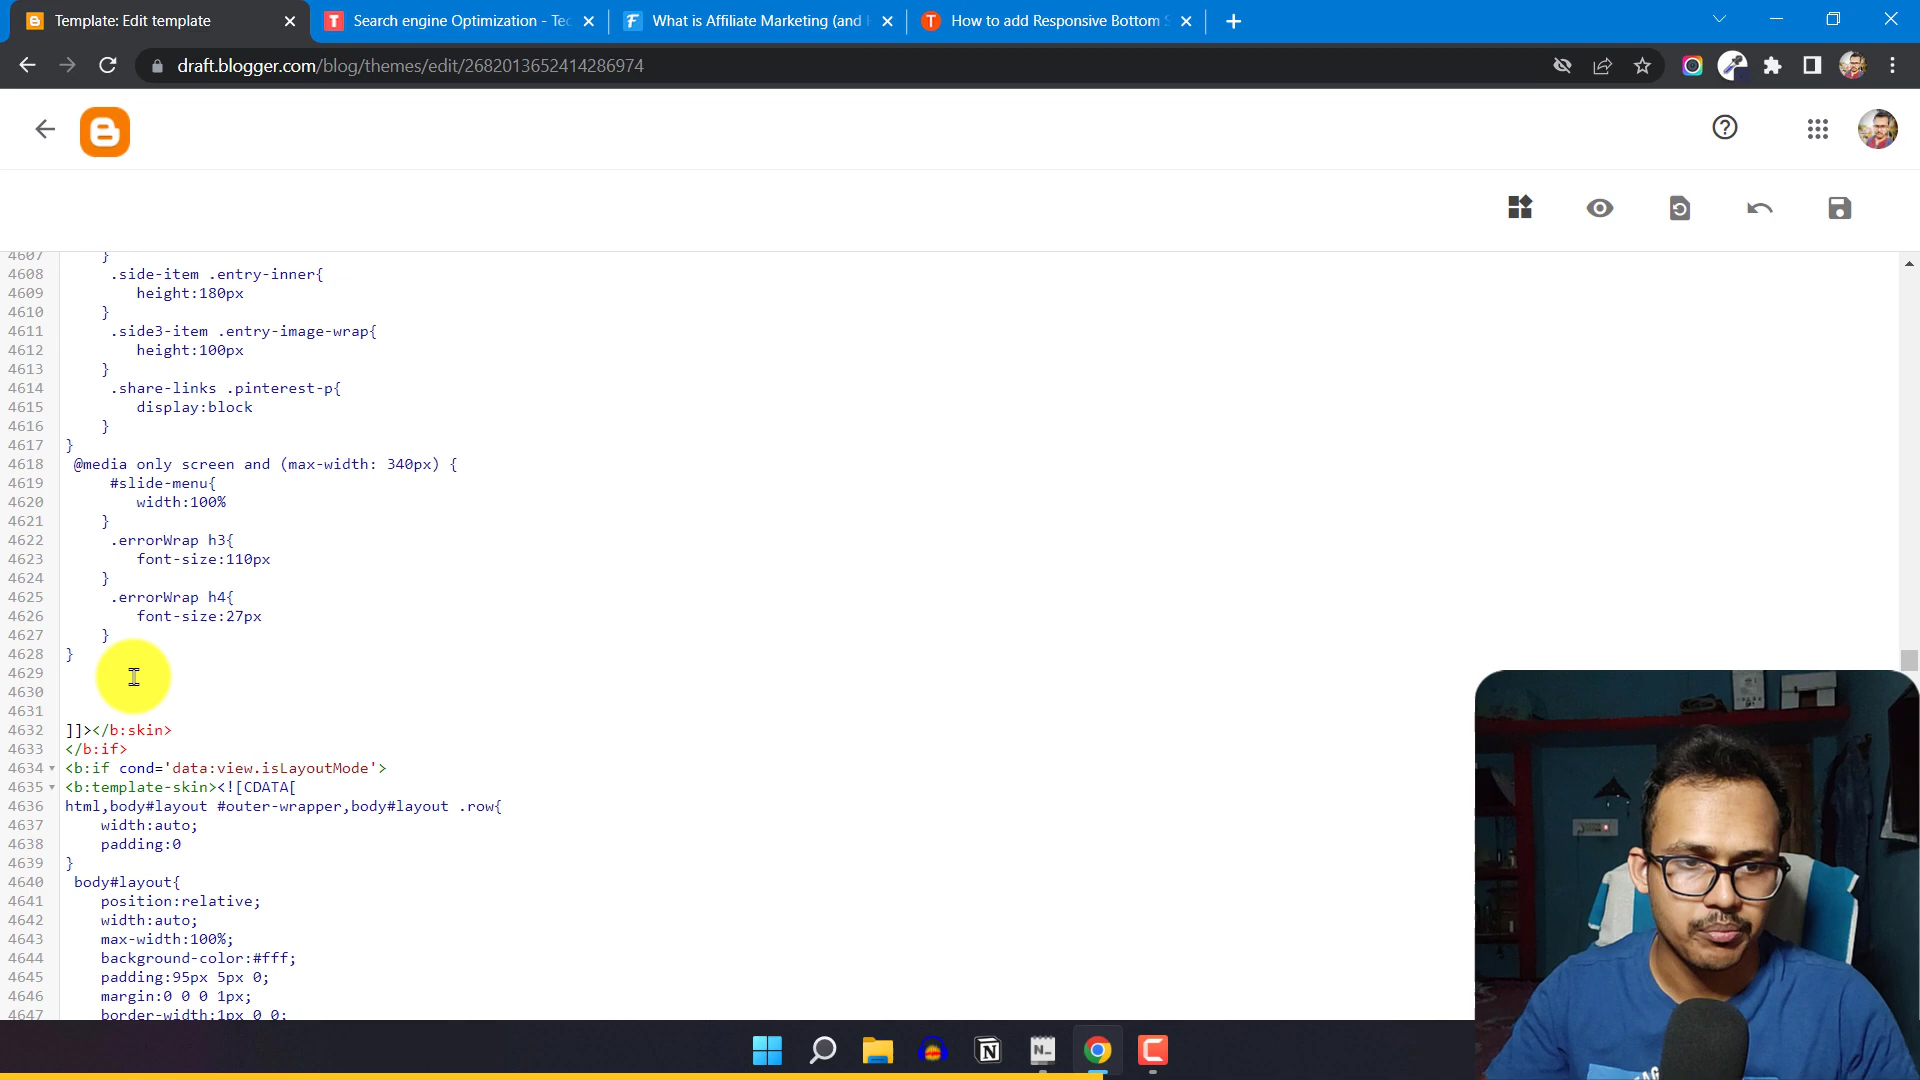 Template: Edit template
Search engine Optimization - Tec
What is Affiliate Marketing (and
How to add Responsive Bottom S
draft.blogger.com/blog/themes/edit/2682013652414286974
4607 }
4608 .side-item .entry-inner{
4609 height:180px
4610 }
4611 .side3-item .entry-image-wrap{
4612 height:100px
4613 }
4614 .share-links .pinterest-p{
4615 display:block
4616 }
4617 }
4618 @media only screen and (max-width: 340px) {
4619 #slide-menu{
4620 width:100%
4621 }
4622 .errorWrap h3{
4623 font-size:110px
4624 }
4625 .errorWrap h4{
4626 font-size:27px
4627 }
4628 }
4629
4630
4631
4632 ]]></b:skin>
4633 </b:if>
4634 <b:if cond='data:view.isLayoutMode'>
4635 <b:template-skin><![CDATA[
4636 html,body#layout #outer-wrapper,body#layout .row{
4637 width:auto;
4638 padding:0
4639 }
4640 body#layout{
4641 position:relative;
4642 width:auto;
4643 max-width:100%;
4644 background-color:#fff;
4645 padding:95px 5px 0;
4646 margin:0 0 0 1px;
4647 border-width:1px 0 0;